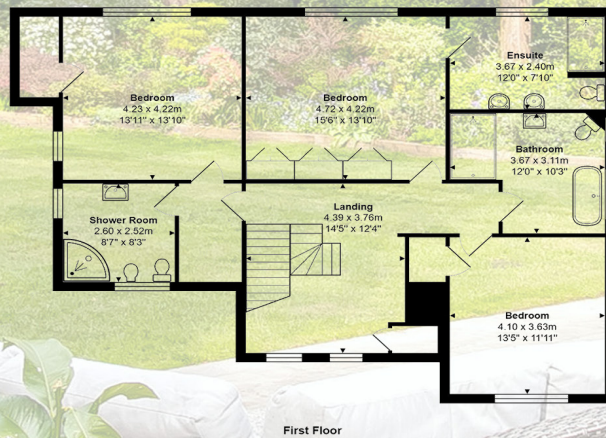 Ensuite
3.67 x 2.40m
12'0" x 7'10"
Bedroom
4.23 x 4.22m
13'11" x 13'10"
Bedroom
4.72 x 4.22m
15'6" x 13'10"
Bathroom
3.67 x 3.11m
12'0" x 10'3"
Shower Room
2.60 x 2.52m
8'7" x 8'3"
Landing
4.39 x 3.76m
14'5" x 12'4"
Bedroom
4.10 x 3.63m
13'5" x 11'11"
First Floor